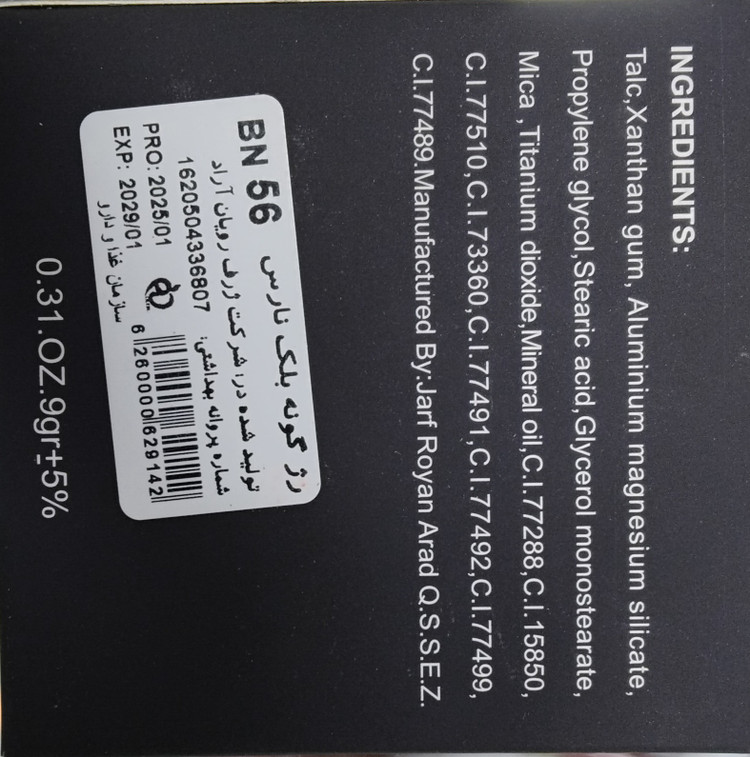 INGREDIENTS:
Talc,Xanthan gum, Aluminium magnesium silicate,
Propylene glycol,Stearic acid,Glycerol monostearate,
Mica ,Titanium dioxide,Mineral oil,C.I.77288,C.I.15850,
C.I.77510,C.I.73360,C.I.77491,C.I.77492,C.I.77499,
C.I.77489.Manufactured By:Jarf Royan Arad Q.S.S.E.Z.
رژ گونه بلک نارس BN 56
تولید شده در: شرکت ژرف رویان آراد
شماره پروانه بهداشتی:
1620504336807
PRO: 2025/01
EXP: 2029/01
سازمان غذا و دارو
6 260000 629142
0.31.OZ.9gr±5%